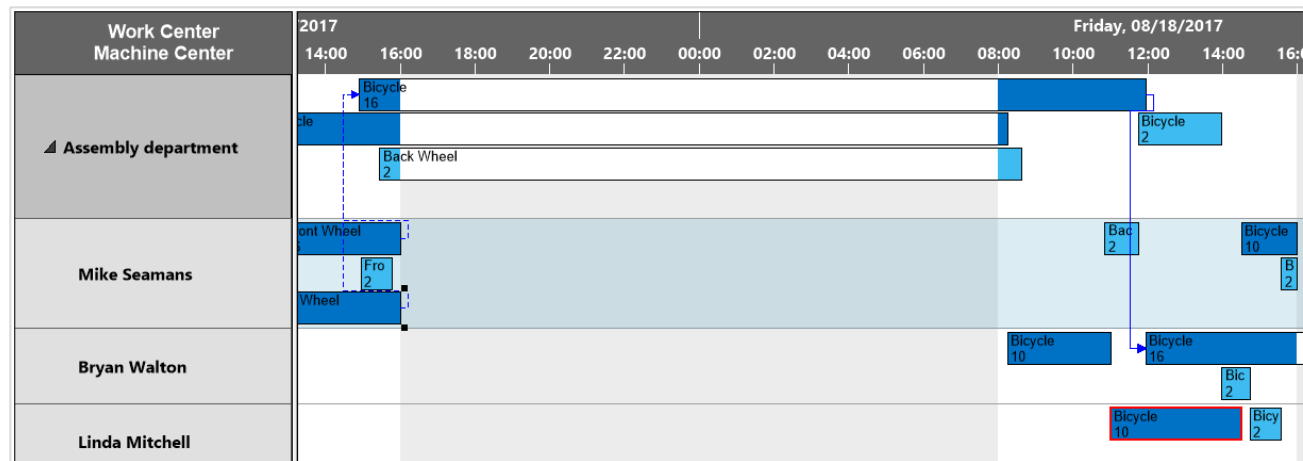 Work Center
Machine Center
/2017
Friday, 08/18/2017
14:00 16:00 18:00 20:00 22:00 00:00 02:00 04:00 06:00 08:00 10:00 12:00 14:00 16:0
Assembly department
Bicycle
16
cle
Bicycle
2
Back Wheel
2
Mike Seamans
ont Wheel
Bac
2
Bicycle
10
Fro
2
B
2
Wheel
Bryan Walton
Bicycle
10
Bicycle
16
Bic
2
Linda Mitchell
Bicycle
10
Bicy
2